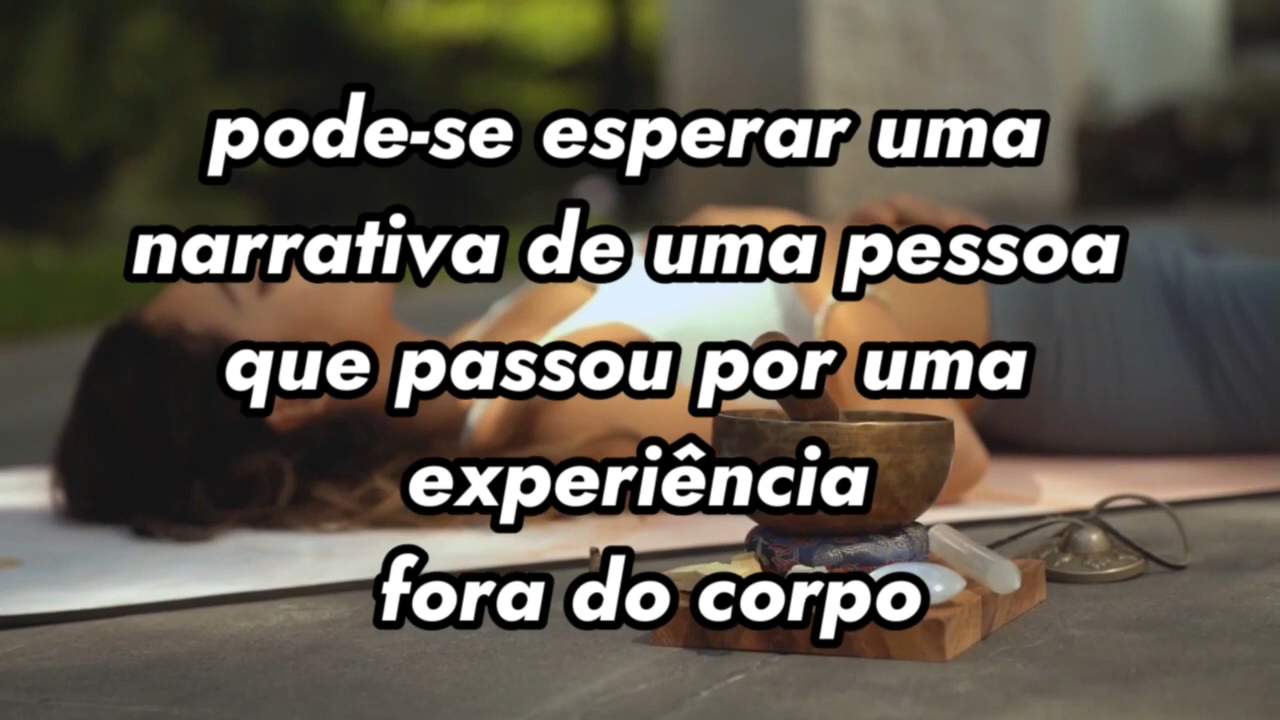 pode-se esperar uma
narrativa de uma pessoa
que passou por uma
experiência
fora do corpo